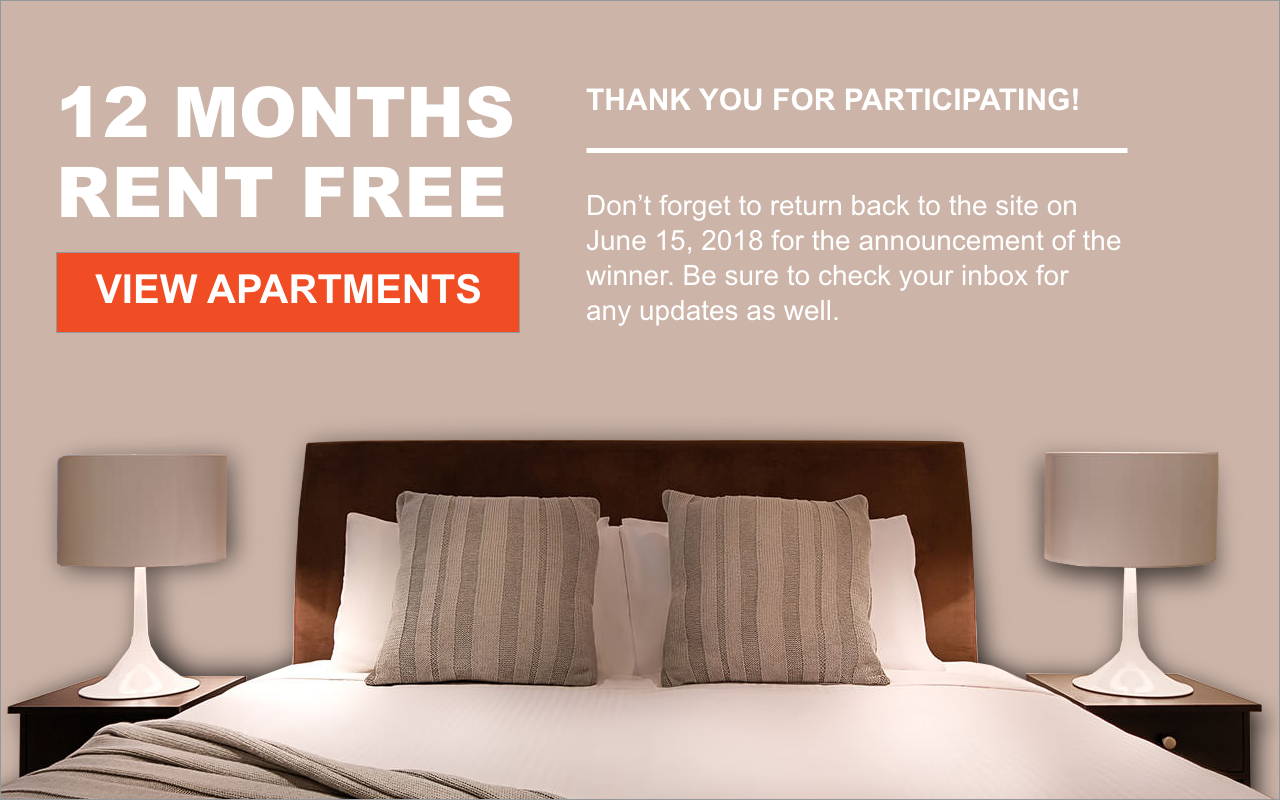 12 MONTHS
RENT FREE
VIEW APARTMENTS
THANK YOU FOR PARTICIPATING!
Don’t forget to return back to the site on
June 15, 2018 for the announcement of the
winner. Be sure to check your inbox for
any updates as well.